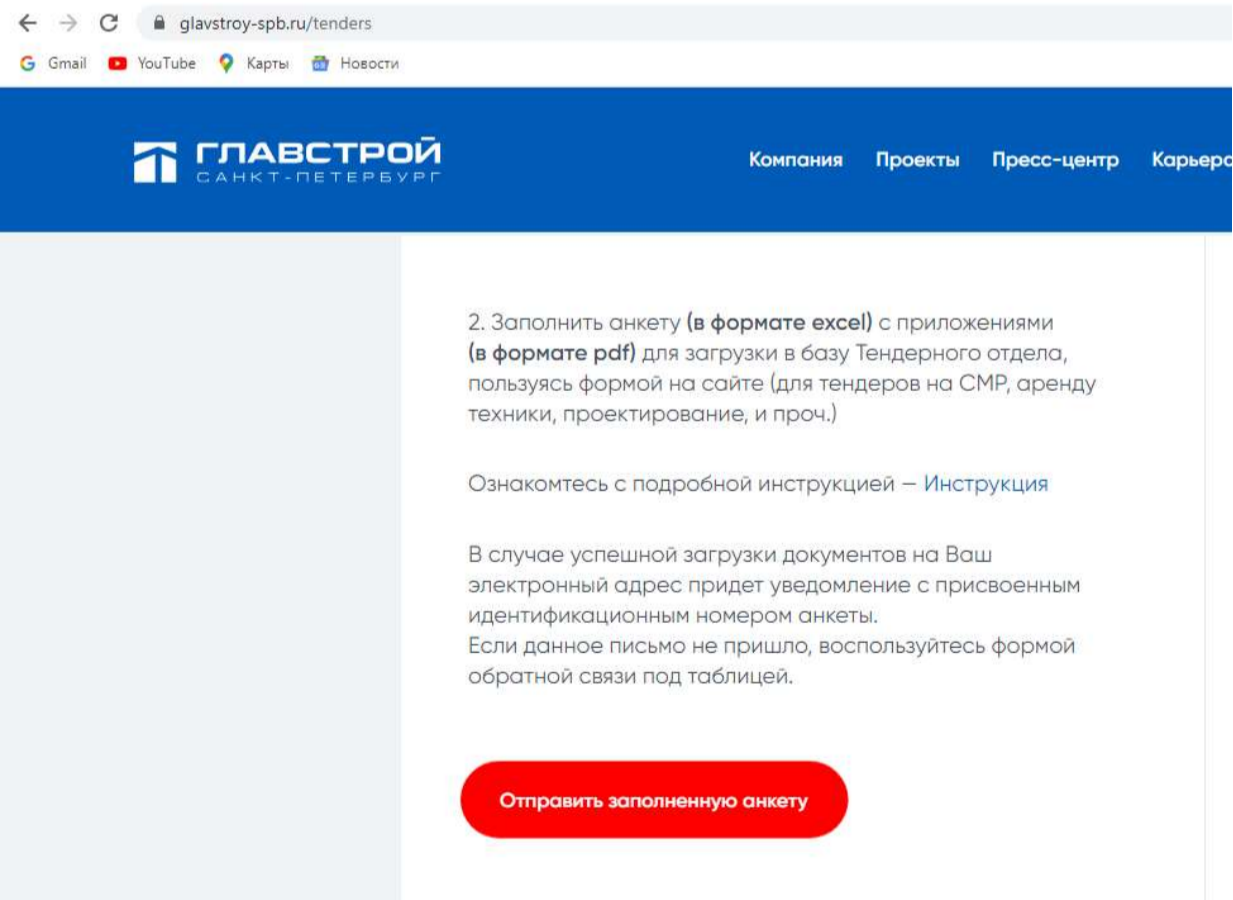 glavstroy-spb.ru/tenders
Gmail YouTube Карты Новости
ГЛАВСТРОЙ
САНКТ-ПЕТЕРБУРГ
Компания Проекты Пресс-центр Карьера
2. Заполнить анкету (в формате excel) с приложениями
(в формате pdf) для загрузки в базу Тендерного отдела,
пользуясь формой на сайте (для тендеров на СМР, аренду
техники, проектирование, и проч.)
Ознакомтесь с подробной инструкцией — Инструкция
В случае успешной загрузки документов на Ваш
электронный адрес придет уведомление с присвоенным
идентификационным номером анкеты.
Если данное письмо не пришло, воспользуйтесь формой
обратной связи под таблицей.
Отправить заполненную анкету